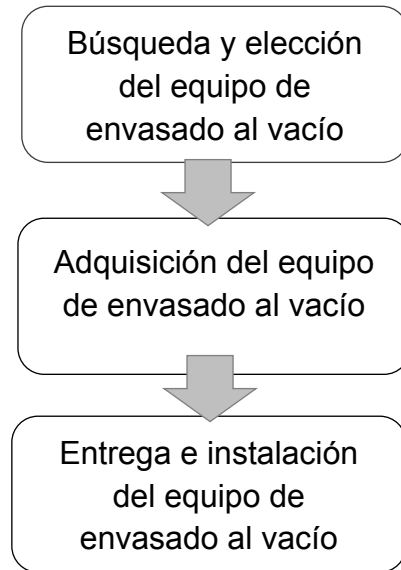 Búsqueda y elección
del equipo de
envasado al vacío
Adquisición del equipo
de envasado al vacío
Entrega e instalación
del equipo de
envasado al vacío